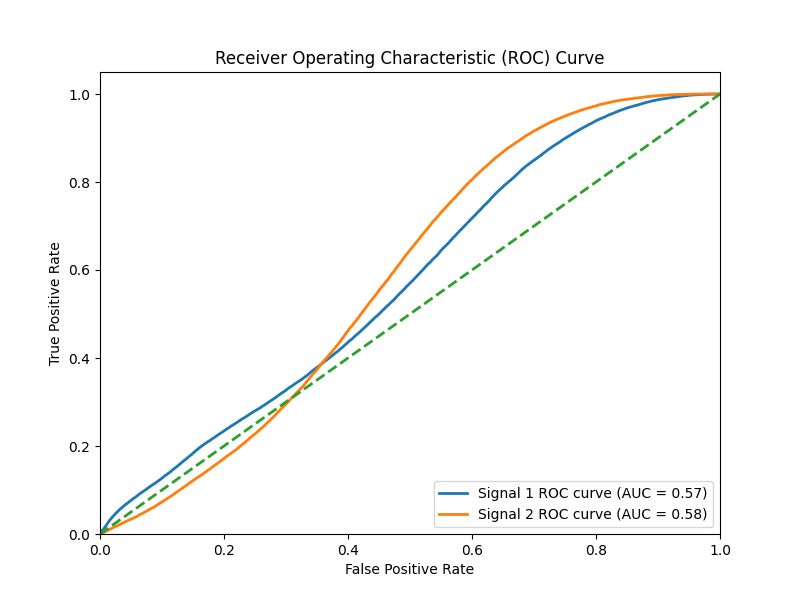 Receiver Operating Characteristic (ROC) Curve
True Positive Rate
1.0
0.8
0.6
0.4
0.2
0.0
Signal 1 ROC curve (AUC = 0.57)
Signal 2 ROC curve (AUC = 0.58)
0.0 0.2 0.4 0.6 0.8 1.0
False Positive Rate